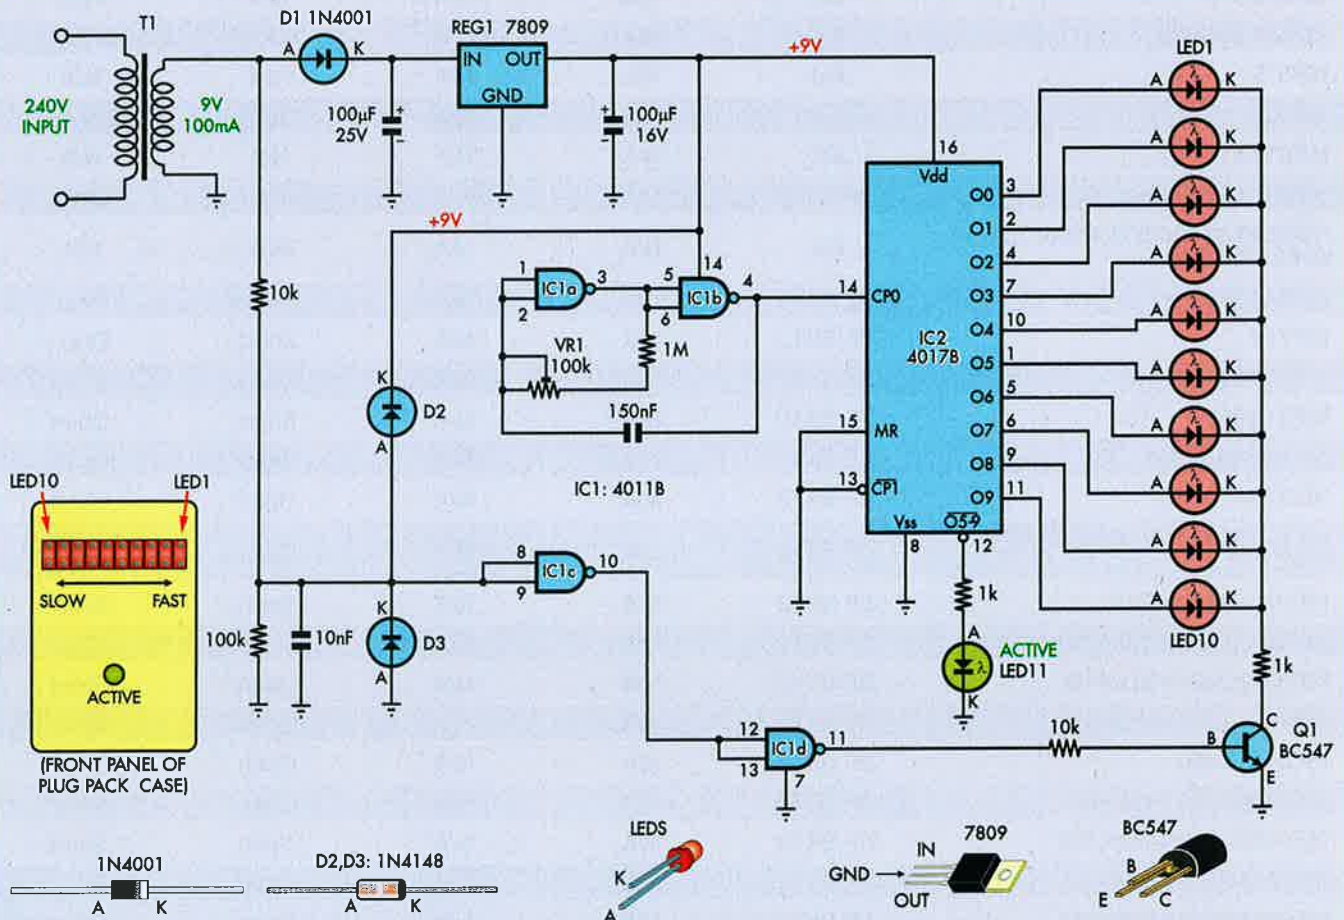 T1
240V
INPUT
9V
100mA
D1 1N4001
A
K
REG1 7809
IN
OUT
GND
100µF
25V
+
−
100µF
16V
+
−
+9V
+9V
10k
K
D2
A
1
2
IC1a
3
5
6
14
IC1b
4
VR1
100k
1M
150nF
IC1: 4011B
16
Vdd
14
CP0
IC2
4017B
15
MR
13
CP1
Vss
8
O5-9
12
O0
3
O1
2
O2
4
O3
7
O4
10
O5
1
O6
5
O7
6
O8
9
O9
11
LED1
A λ K
A λ K
A λ K
A λ K
A λ K
A λ K
A λ K
A λ K
A λ K
A λ K
LED10
1k
A
λ
K
ACTIVE
LED11
1k
C
B
E
Q1
BC547
LED10
LED1
SLOW
FAST
ACTIVE
(FRONT PANEL OF
PLUG PACK CASE)
100k
10nF
K
D3
A
8
9
IC1c
10
12
13
IC1d
11
7
10k
1N4001
A
K
D2,D3: 1N4148
A
K
LEDS
K
A
7809
IN
GND
OUT
BC547
B
E
C